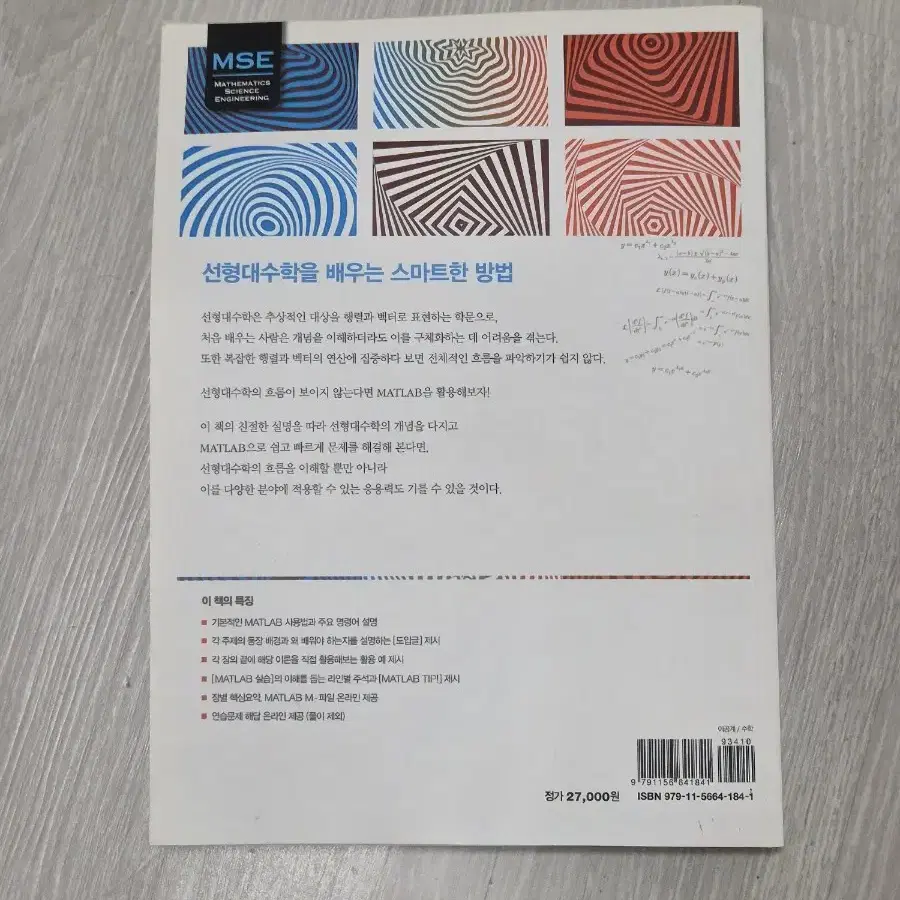 MSE
MATHEMATICS
SCIENCE
ENGINEERING
선형대수학을 배우는 스마트한 방법
선형대수학은 추상적인 대상을 행렬과 벡터로 표현하는 학문으로,
처음 배우는 사람은 개념을 이해하더라도 이를 구체화하는 데 어려움을 겪는다.
또한 복잡한 행렬과 벡터의 연산에 집중하다 보면 전체적인 흐름을 파악하기가 쉽지 않다.
선형대수학의 흐름이 보이지 않는다면 MATLAB을 활용해보자!
이 책의 친절한 설명을 따라 선형대수학의 개념을 다지고
MATLAB으로 쉽고 빠르게 문제를 해결해 본다면,
선형대수학의 흐름을 이해할 뿐만 아니라
이를 다양한 분야에 적용할 수 있는 응용력도 기를 수 있을 것이다.
이 책의 특징
■ 기본적인 MATLAB 사용법과 주요 명령어 설명
■ 각 주제의 등장 배경과 왜 배워야 하는지를 설명하는 [도입글] 제시
■ 각 장의 끝에 해당 이론을 직접 활용해보는 활용 예 제시
■ [MATLAB 실습]의 이해를 돕는 라인별 주석과 [MATLAB TIP!] 제시
■ 장별 핵심요약, MATLAB M-파일 온라인 제공
■ 연습문제 해답 온라인 제공 (풀이 제외)
이공계 / 수학
93410
9 791156 641841
정가 27,000원
ISBN 979-11-5664-184-1